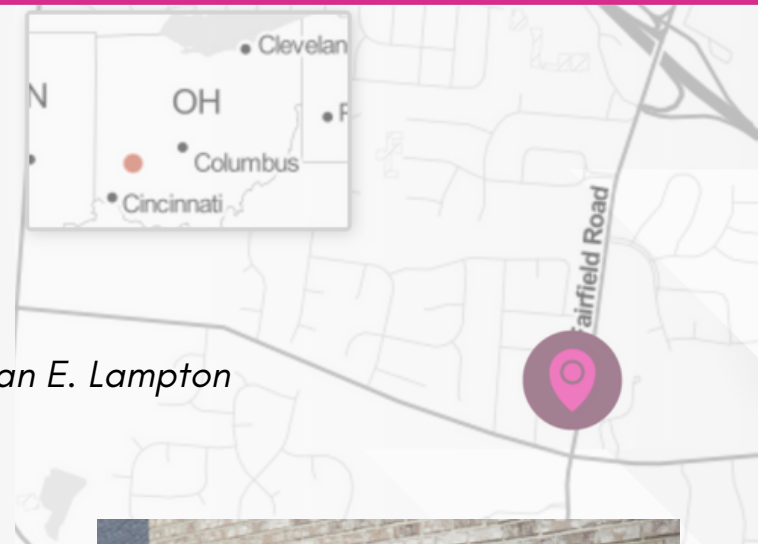 Clevelan
N
OH
F
Columbus
Cincinnati
airfield Road
an E. Lampton